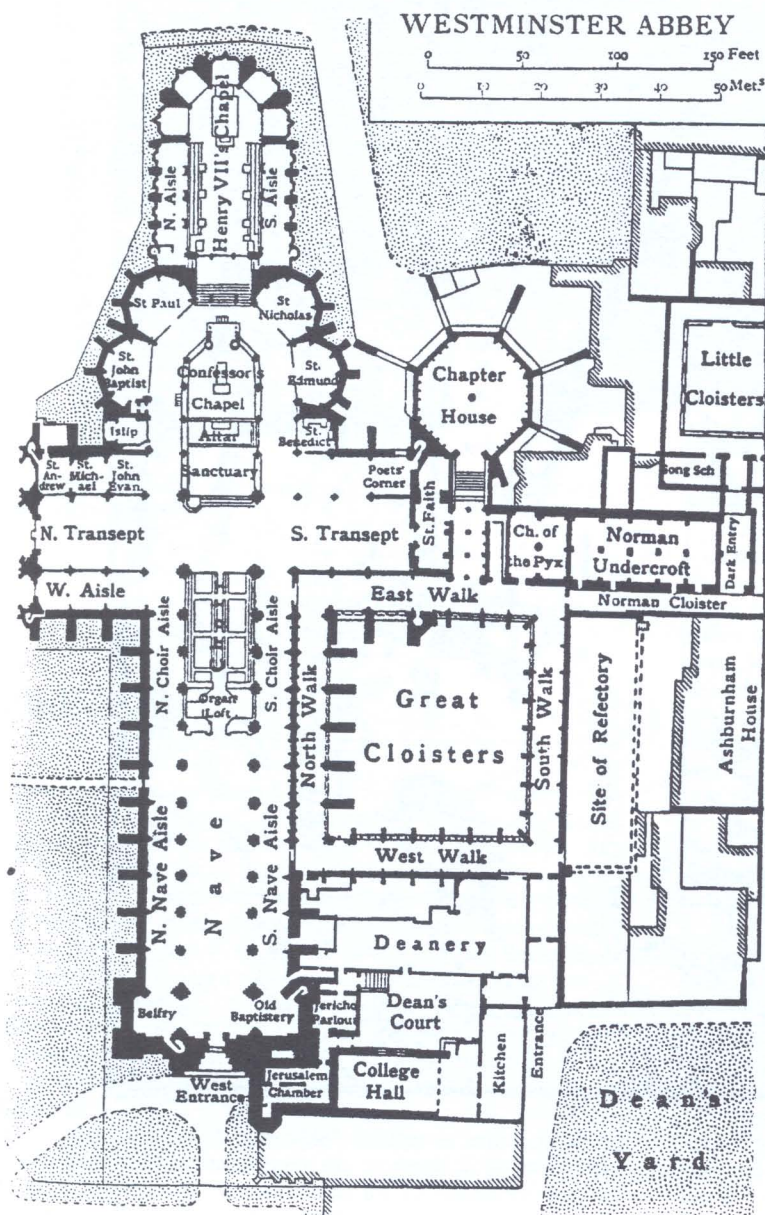 WESTMINSTER ABBEY
0 50 100 150 Feet
0 10 20 30 40 50 Met.s
Henry VII's Chapel
N. Aisle
S. Aisle
St Paul
St
Nicholas
St.
John
Baptist
Confessor's
Chapel
St.
Edmund
Islip
Altar
St.
Benedict
Sanctuary
St.
An-
drew
St.
Mich-
ael
St.
John
Evan.
Poets'
Corner
Chapter
House
Little
Cloisters
Song Sch
N. Transept
S. Transept
St. Faith
Ch. of
the Pyx
Norman
Undercroft
Dark Entry
W. Aisle
East Walk
Norman Cloister
N. Choir Aisle
S. Choir Aisle
Organ
Loft
North Walk
Great
Cloisters
South Walk
Site of Refectory
Ashburnham
House
N. Nave Aisle
Nave
S. Nave Aisle
West Walk
Deanery
Belfry
Old
Baptistery
Jericho
Parlour
Dean's
Court
West
Entrance
Jerusalem
Chamber
College
Hall
Kitchen
Entrance
Dean's
Yard